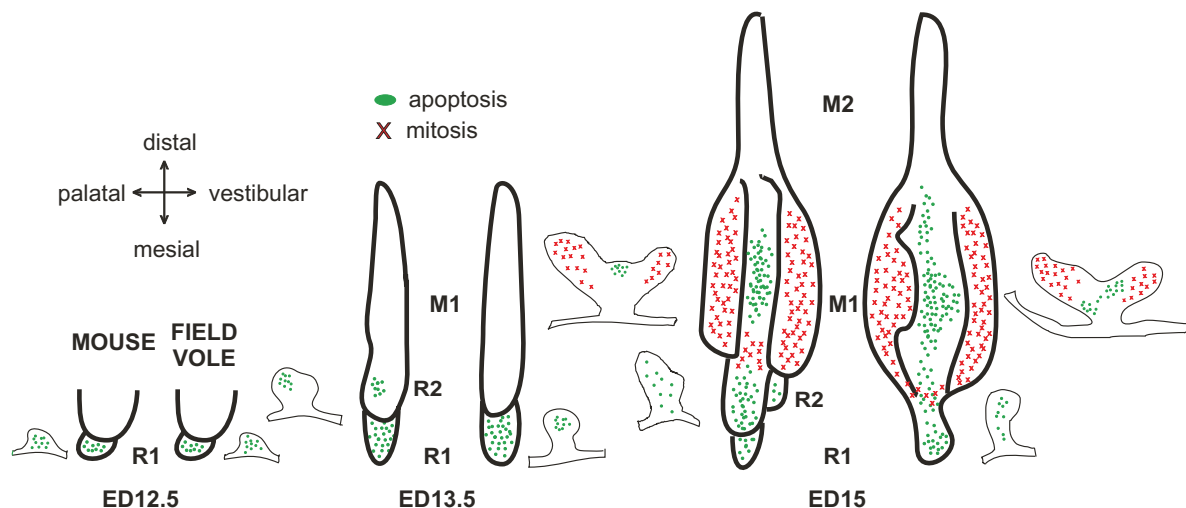 apoptosis
X mitosis
distal
palatal vestibular
mesial
MOUSE
FIELD
VOLE
R1
ED12.5
M1
R2
R1
ED13.5
M2
M1
R2
R1
ED15